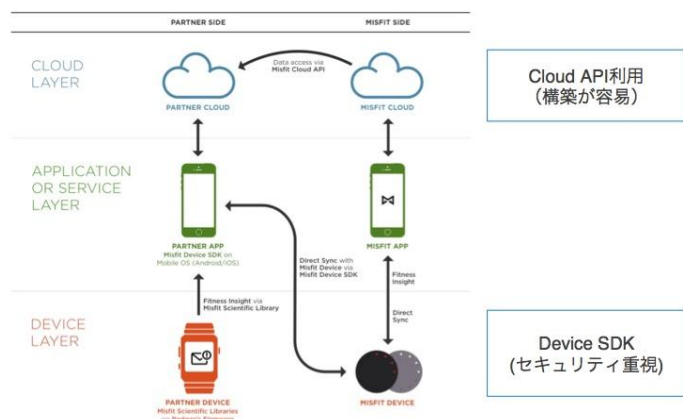 PARTNER SIDE
MISFIT SIDE
CLOUD
LAYER
Data access via
Misfit Cloud API
PARTNER CLOUD
MISFIT CLOUD
Cloud API利用
（構築が容易）
APPLICATION
OR SERVICE
LAYER
PARTNER APP
Misfit Device SDK on
Mobile OS (Android/iOS)
MISFIT APP
Direct Sync with
Misfit Device via
Misfit Device SDK
Fitness
Insight
Fitness Insight via
Misfit Scientific Library
Direct
Sync
DEVICE
LAYER
PARTNER DEVICE
Misfit Scientific Libraries
MISFIT DEVICE
Device SDK
(セキュリティ重視)